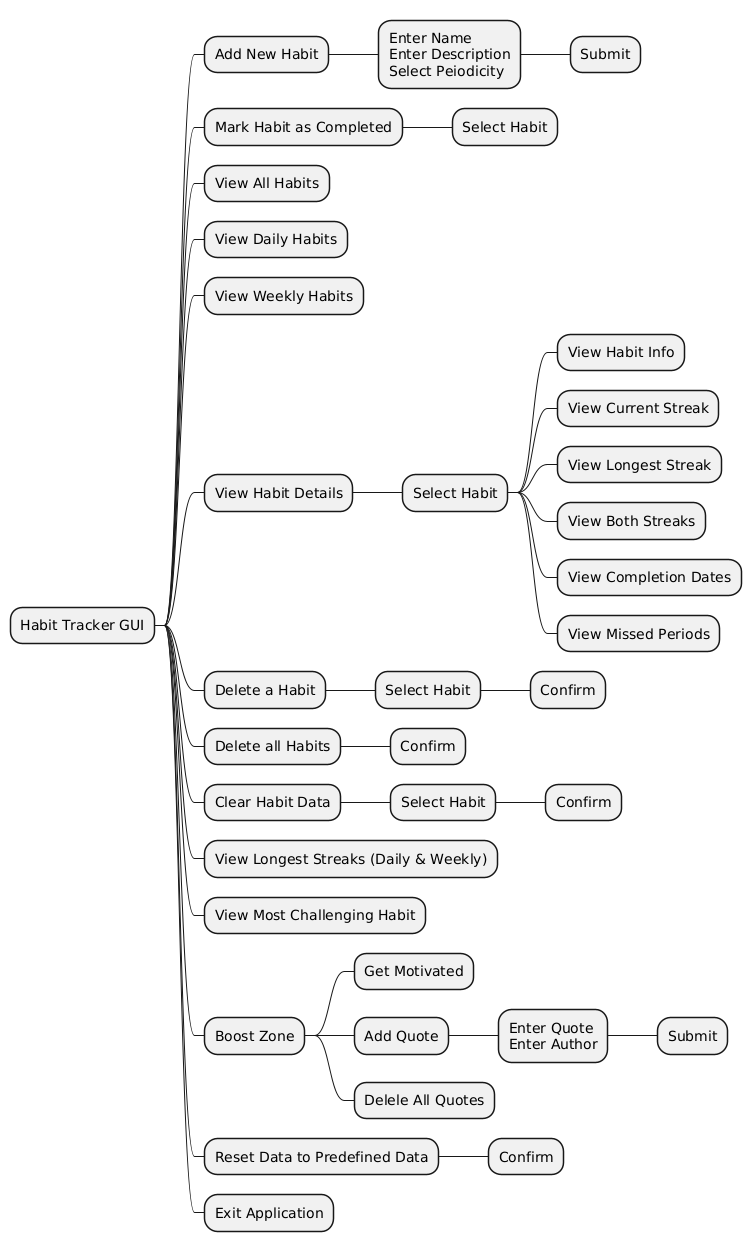 Habit Tracker GUI
Add New Habit
Enter Name
Enter Description
Select Peiodicity
Submit
Mark Habit as Completed
Select Habit
View All Habits
View Daily Habits
View Weekly Habits
View Habit Details
Select Habit
View Habit Info
View Current Streak
View Longest Streak
View Both Streaks
View Completion Dates
View Missed Periods
Delete a Habit
Select Habit
Confirm
Delete all Habits
Confirm
Clear Habit Data
Select Habit
Confirm
View Longest Streaks (Daily & Weekly)
View Most Challenging Habit
Boost Zone
Get Motivated
Add Quote
Enter Quote
Enter Author
Submit
Delele All Quotes
Reset Data to Predefined Data
Confirm
Exit Application